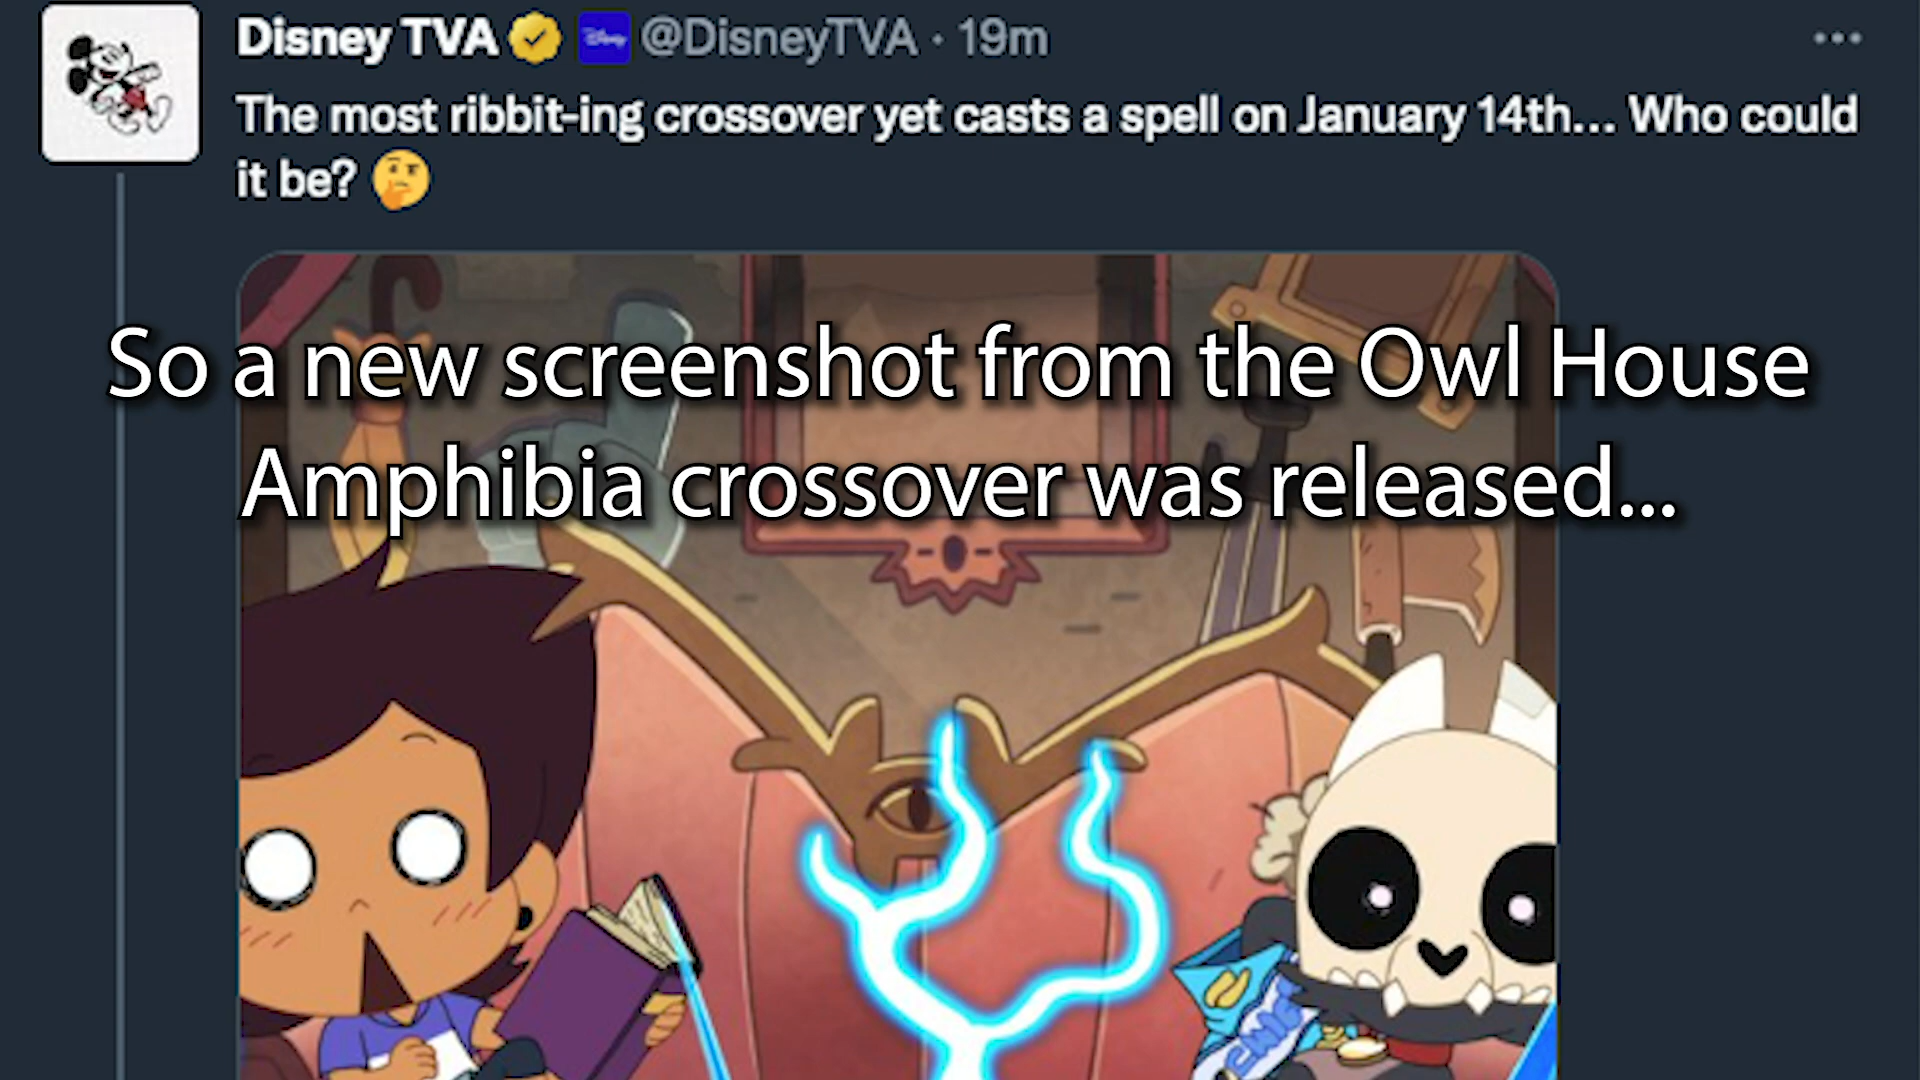 Disney TVA Disney @DisneyTVA · 19m
The most ribbit-ing crossover yet casts a spell on January 14th... Who could
it be? 🤔
So a new screenshot from the Owl House
Amphibia crossover was released...